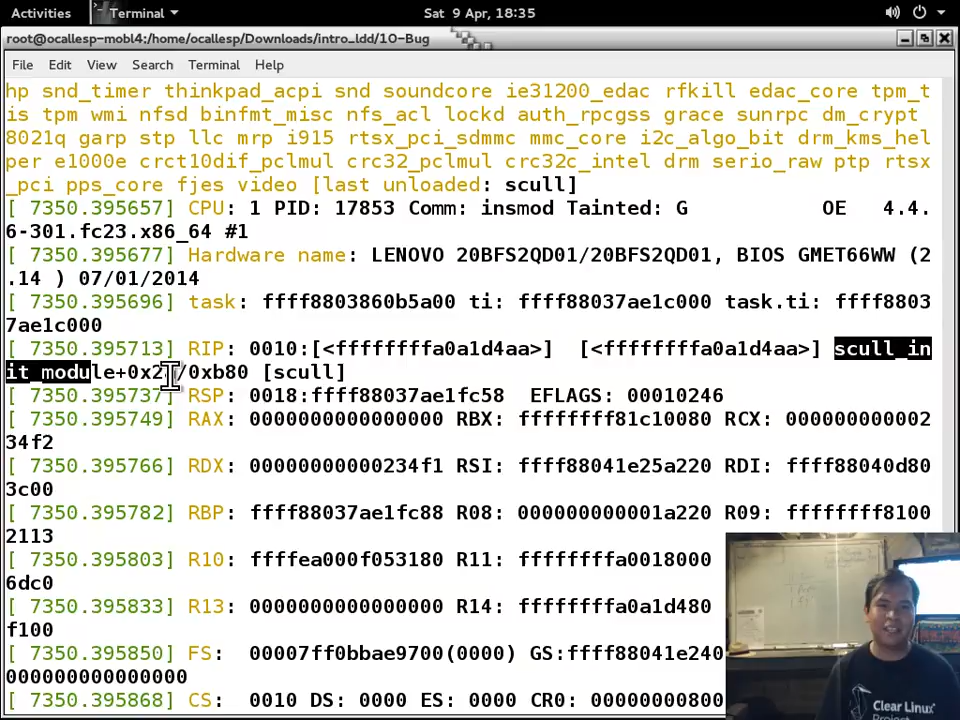 Activities Terminal Sat 9 Apr, 18:35
root@ocallesp-mobl4:/home/ocallesp/Downloads/intro_ldd/10-Bug
File Edit View Search Terminal Help
hp snd_timer thinkpad_acpi snd soundcore ie31200_edac rfkill edac_core tpm_t
is tpm wmi nfsd binfmt_misc nfs_acl lockd auth_rpcgss grace sunrpc dm_crypt
8021q garp stp llc mrp i915 rtsx_pci_sdmmc mmc_core i2c_algo_bit drm_kms_hel
per e1000e crct10dif_pclmul crc32_pclmul crc32c_intel drm serio_raw ptp rtsx
_pci pps_core fjes video [last unloaded: scull]
[ 7350.395657] CPU: 1 PID: 17853 Comm: insmod Tainted: G OE 4.4.
6-301.fc23.x86_64 #1
[ 7350.395677] Hardware name: LENOVO 20BFS2QD01/20BFS2QD01, BIOS GMET66WW (2
.14 ) 07/01/2014
[ 7350.395696] task: ffff8803860b5a00 ti: ffff88037ae1c000 task.ti: ffff8803
7ae1c000
[ 7350.395713] RIP: 0010:[<ffffffffa0a1d4aa>] [<ffffffffa0a1d4aa>] scull_in
it_module+0x2a/0xb80 [scull]
[ 7350.395737] RSP: 0018:ffff88037ae1fc58 EFLAGS: 00010246
[ 7350.395749] RAX: 0000000000000000 RBX: ffffffff81c10080 RCX: 000000000002
34f2
[ 7350.395766] RDX: 00000000000234f1 RSI: ffff88041e25a220 RDI: ffff88040d80
3c00
[ 7350.395782] RBP: ffff88037ae1fc88 R08: 000000000001a220 R09: ffffffff8100
2113
[ 7350.395803] R10: ffffea000f053180 R11: ffffffffa0018000
6dc0
[ 7350.395833] R13: 0000000000000000 R14: ffffffffa0a1d480
f100
[ 7350.395850] FS: 00007ff0bbae9700(0000) GS:ffff88041e240
000000000000000
[ 7350.395868] CS: 0010 DS: 0000 ES: 0000 CR0: 00000000800
Clear Linux
Project